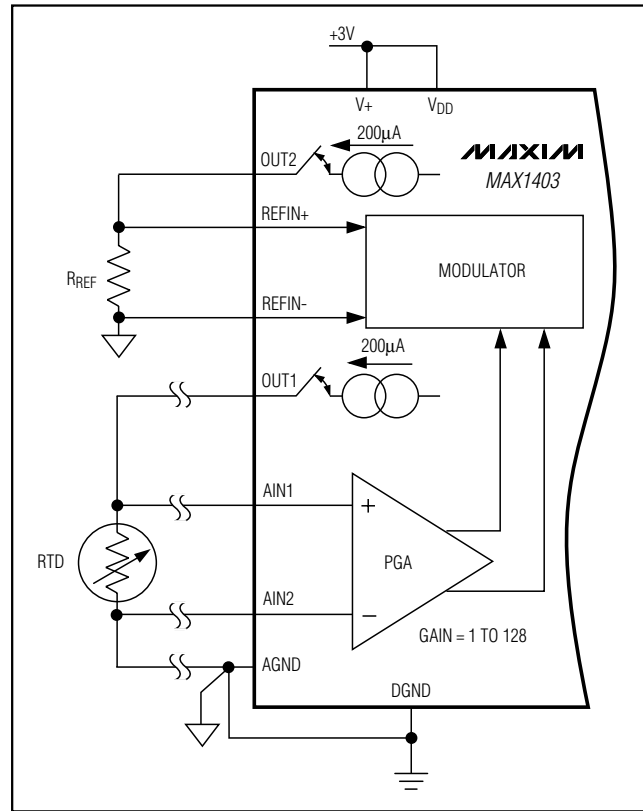 +3V
V+ VDD
200μA
OUT2
MAXIM
MAX1403
REFIN+
MODULATOR
RREF
REFIN-
200μA
OUT1
AIN1
+
RTD
PGA
AIN2
−
GAIN = 1 TO 128
AGND
DGND